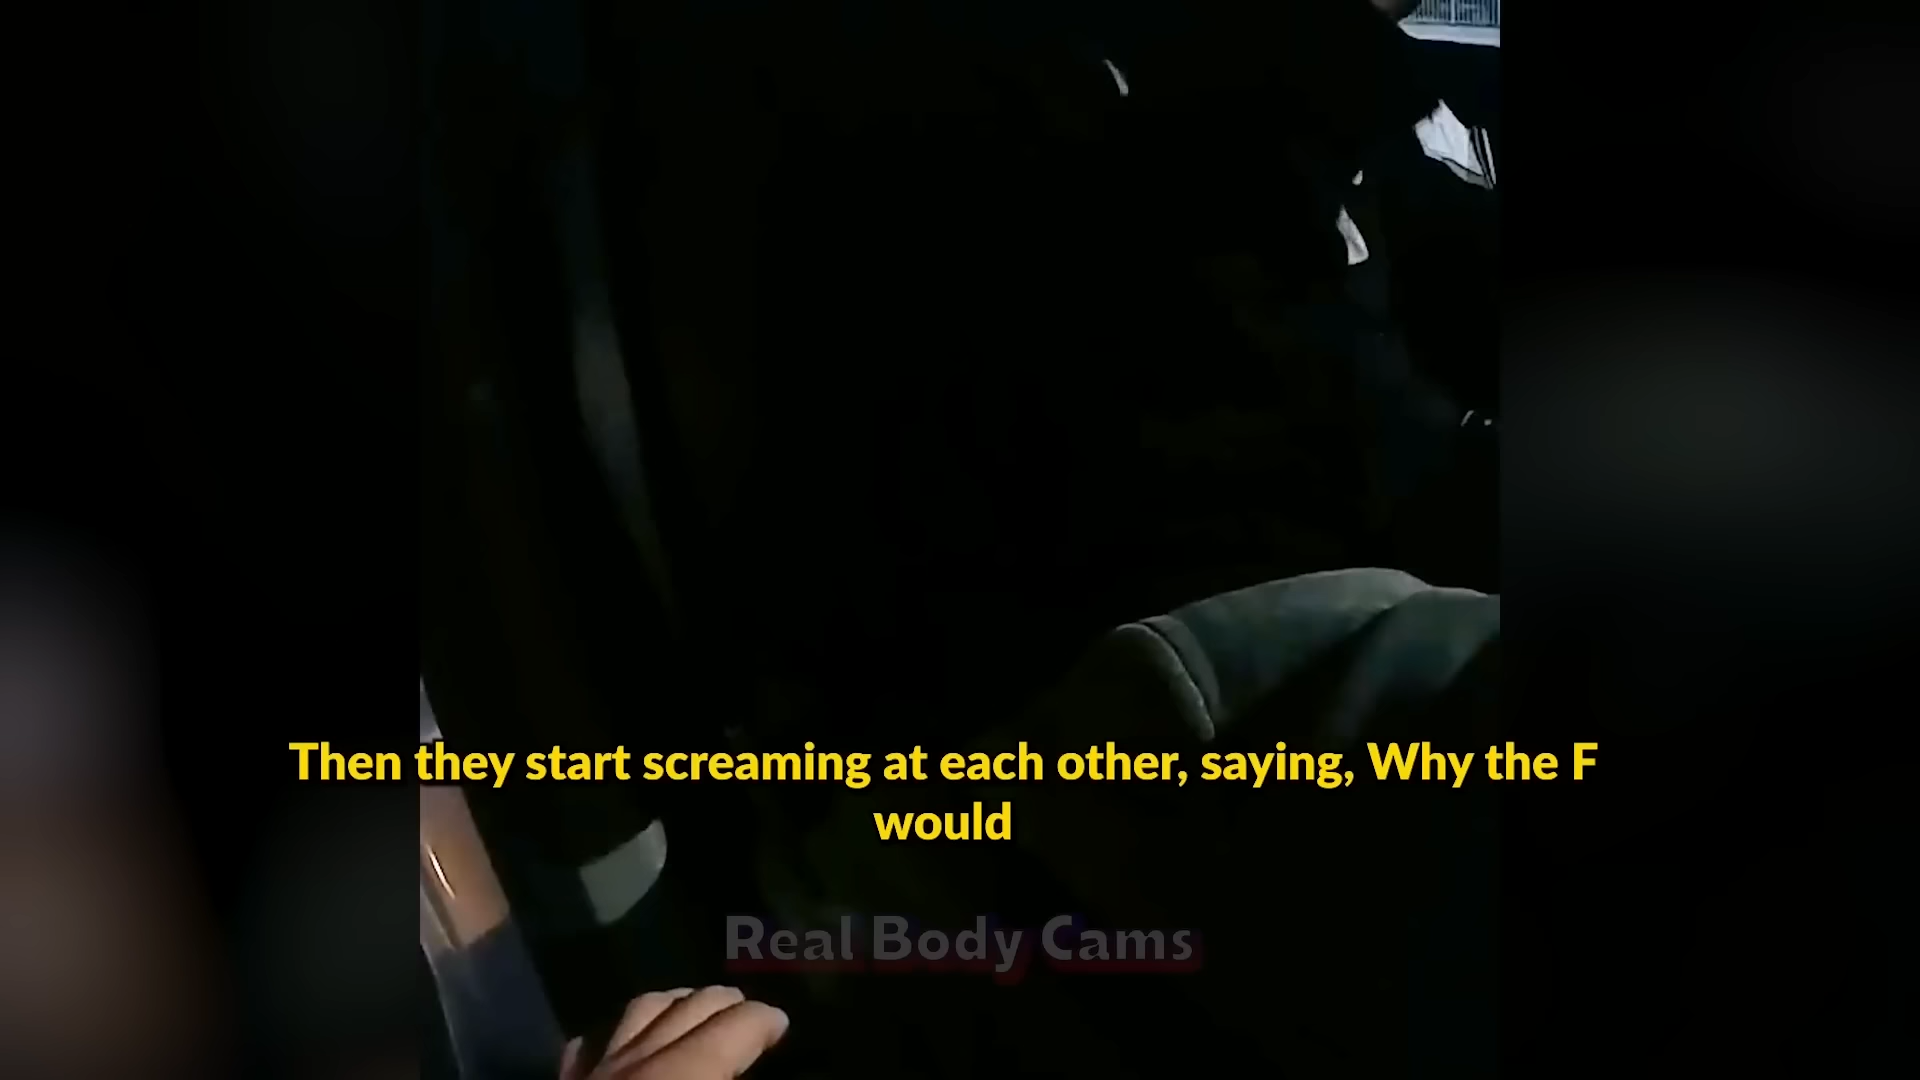 Then they start screaming at each other, saying, Why the F
would
Real Body Cams